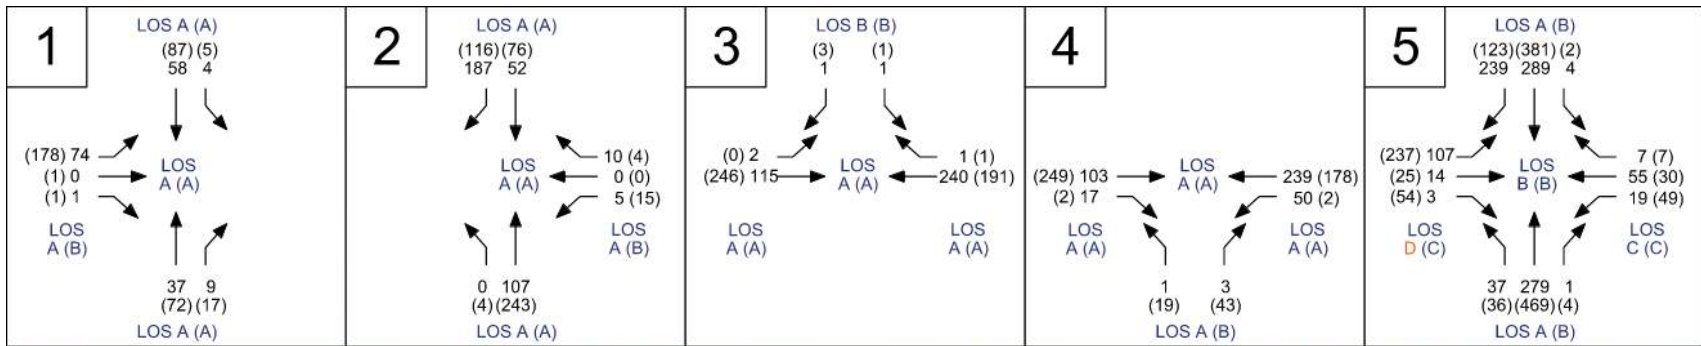 1
LOS A (A)
(87) (5)
58 4
(178) 74
(1) 0
(1) 1
LOS
A (A)
LOS
A (B)
37 9
(72) (17)
LOS A (A)
2
LOS A (A)
(116) (76)
187 52
LOS
A (A)
10 (4)
0 (0)
5 (15)
LOS
A (B)
0 107
(4) (243)
LOS A (A)
3
LOS B (B)
(3) (1)
1 1
(0) 2
(246) 115
LOS
A (A)
1 (1)
240 (191)
LOS
A (A)
LOS
A (A)
4
(249) 103
(2) 17
LOS
A (A)
239 (178)
50 (2)
LOS
A (A)
LOS
A (A)
1 3
(19) (43)
LOS A (B)
5
LOS A (B)
(123) (381) (2)
239 289 4
(237) 107
(25) 14
(54) 3
LOS
B (B)
7 (7)
55 (30)
19 (49)
LOS
D (C)
LOS
C (C)
37 279 1
(36) (469) (4)
LOS A (B)